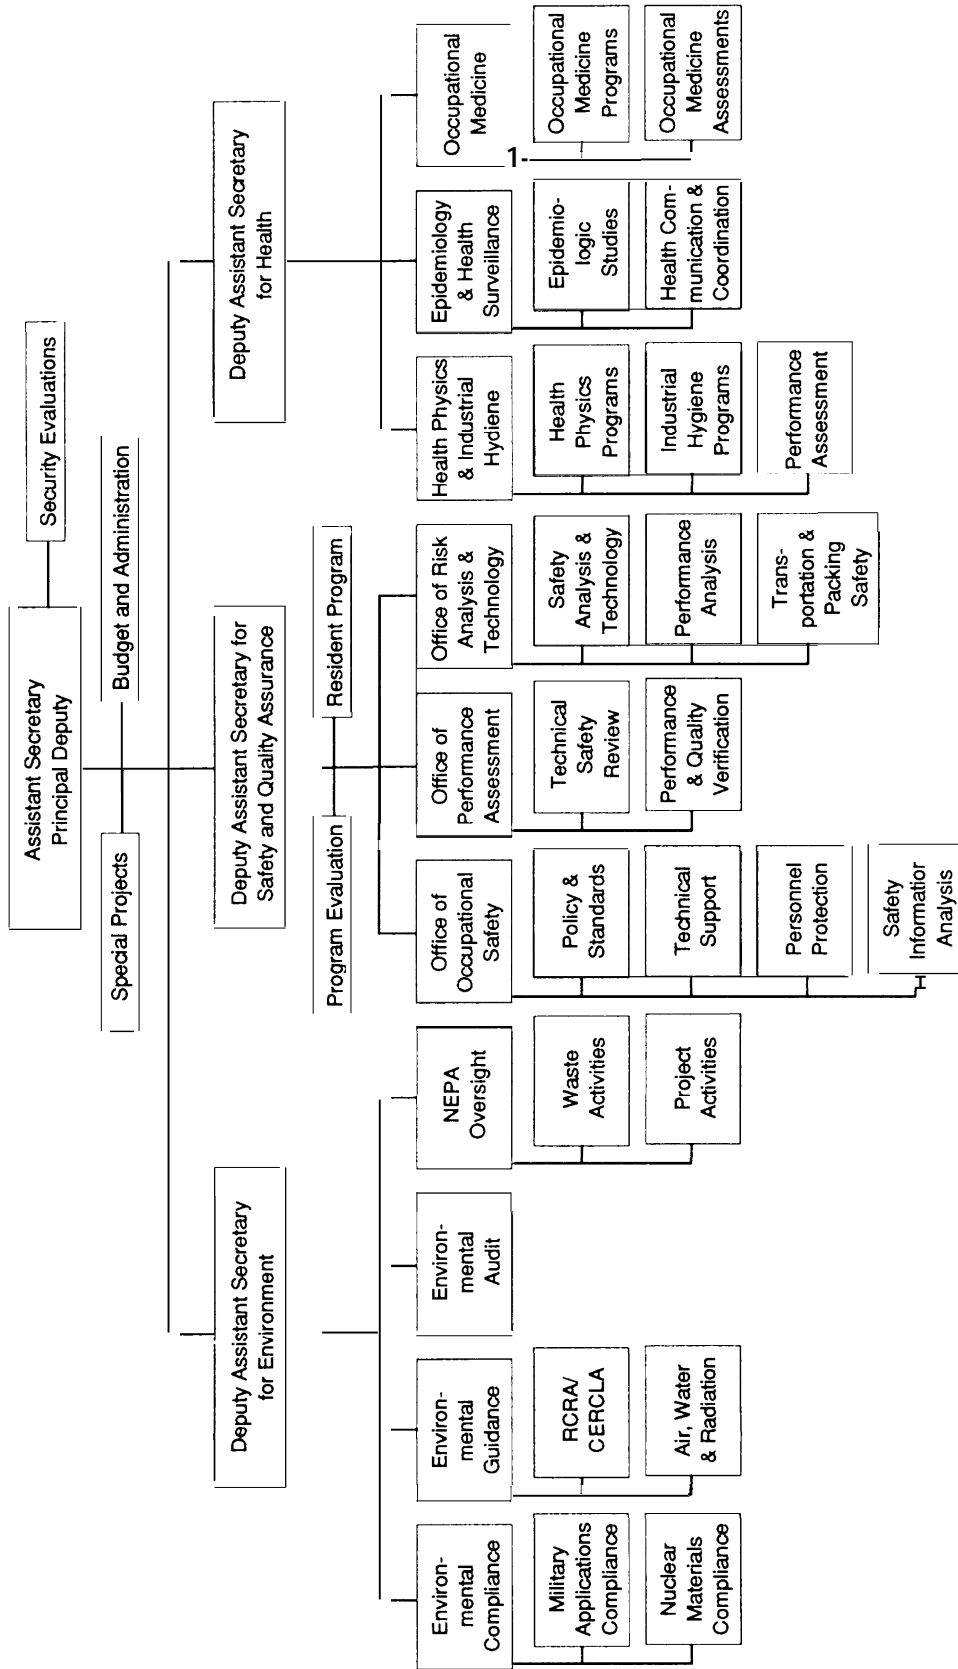 Assistant Secretary
Principal Deputy
Security Evaluations
Special Projects
Budget and Administration
Deputy Assistant Secretary
for Environment
Deputy Assistant Secretary for
Safety and Quality Assurance
Deputy Assistant Secretary
for Health
Program Evaluation
Resident Program
Environ-
mental
Compliance
Military
Applications
Compliance
Nuclear
Materials
Compliance
Environ-
mental
Guidance
RCRA/
CERCLA
Air, Water
& Radiation
Environ-
mental
Audit
NEPA
Oversight
Waste
Activities
Project
Activities
Office of
Occupational
Safety
Policy &
Standards
Technical
Support
Personnel
Protection
Safety
Informatior
Analysis
Office of
Performance
Assessment
Technical
Safety
Review
Performance
& Quality
Verification
Office of Risk
Analysis &
Technology
Safety
Analysis &
Technology
Performance
Analysis
Trans-
portation &
Packing
Safety
Health Physics
& Industrial
Hydiene
Health
Physics
Programs
Industrial
Hygiene
Programs
Performance
Assessment
Epidemiology
& Health
Surveillance
Epidemio-
logic
Studies
Health Com-
munication &
Coordination
Occupational
Medicine
1-
Occupational
Medicine
Programs
Occupational
Medicine
Assessments